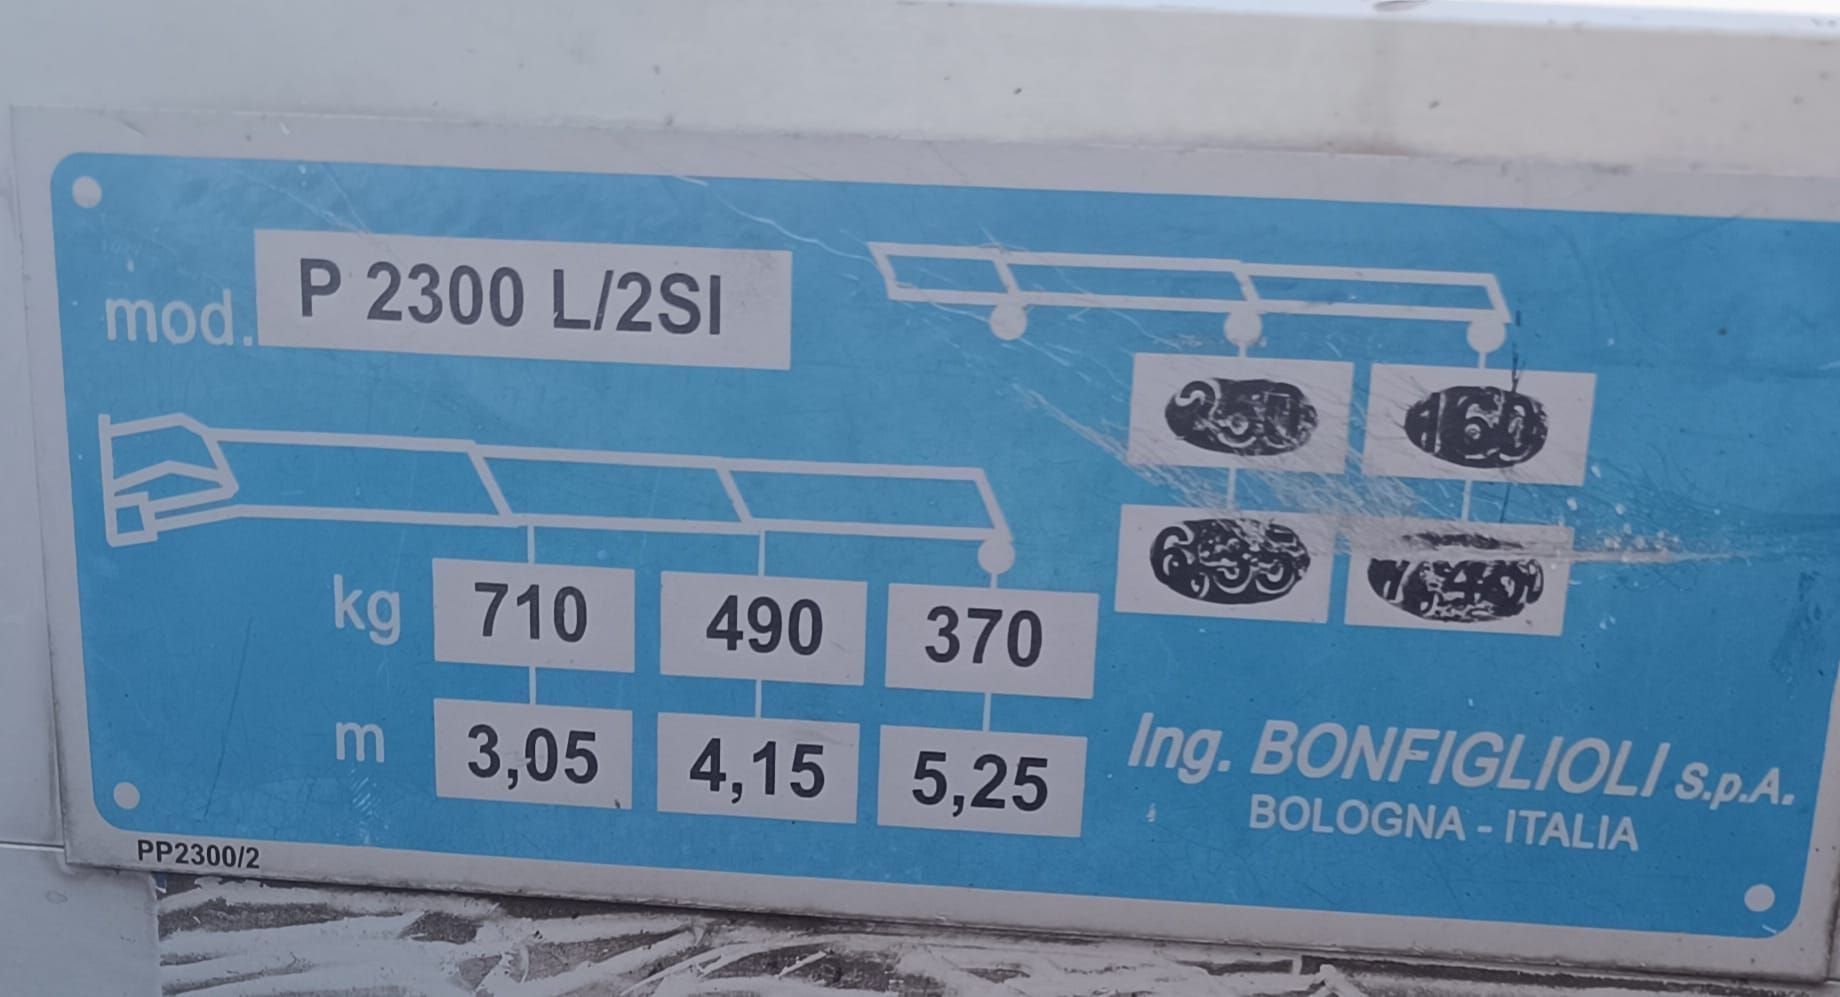 mod. P 2300 L/2SI
kg 710 490 370
m 3,05 4,15 5,25
Ing. BONFIGLIOLI S.p.A.
BOLOGNA - ITALIA
PP2300/2